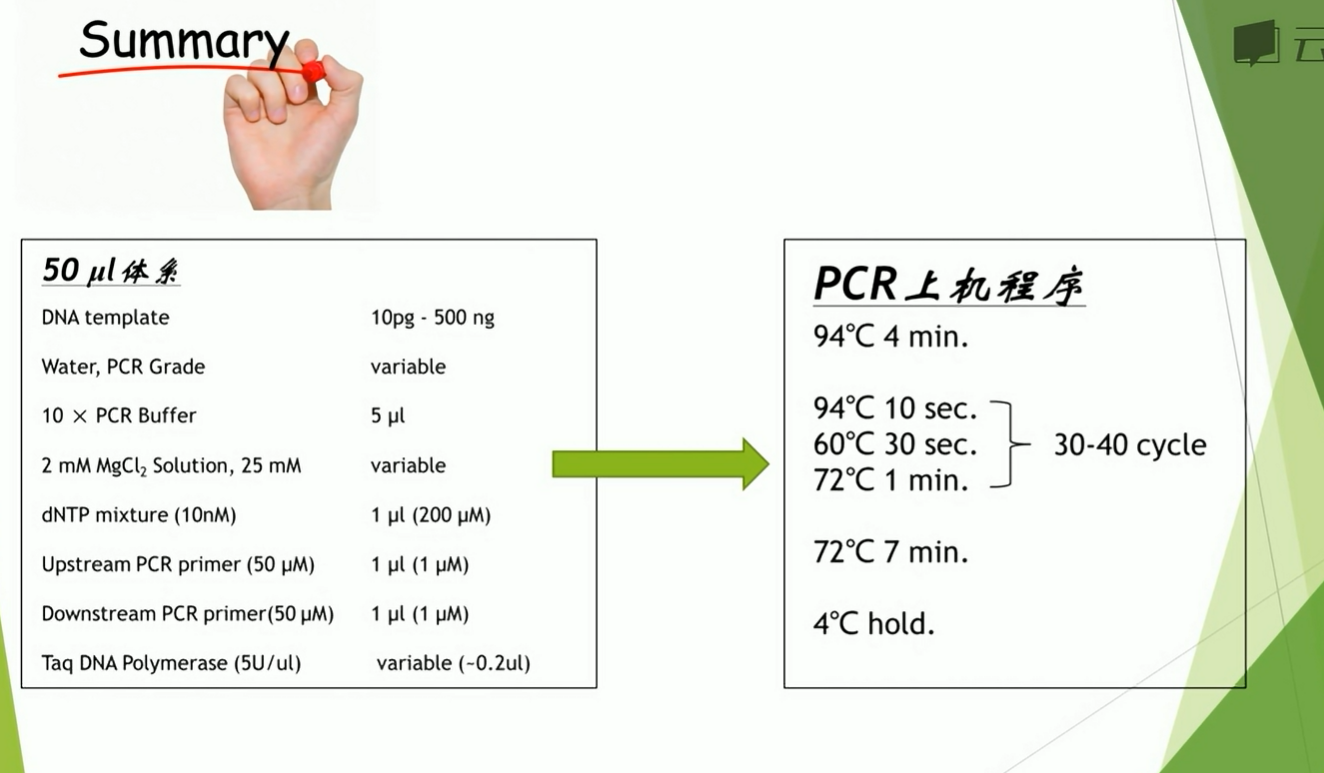 Summary
云
50 µl体系
DNA template 10pg - 500 ng
Water, PCR Grade variable
10 × PCR Buffer 5 µl
2 mM MgCl₂ Solution, 25 mM variable
dNTP mixture (10nM) 1 µl (200 µM)
Upstream PCR primer (50 µM) 1 µl (1 µM)
Downstream PCR primer(50 µM) 1 µl (1 µM)
Taq DNA Polymerase (5U/ul) variable (~0.2ul)
PCR上机程序
94℃ 4 min.
94℃ 10 sec.
60℃ 30 sec.
72℃ 1 min.
30-40 cycle
72℃ 7 min.
4℃ hold.